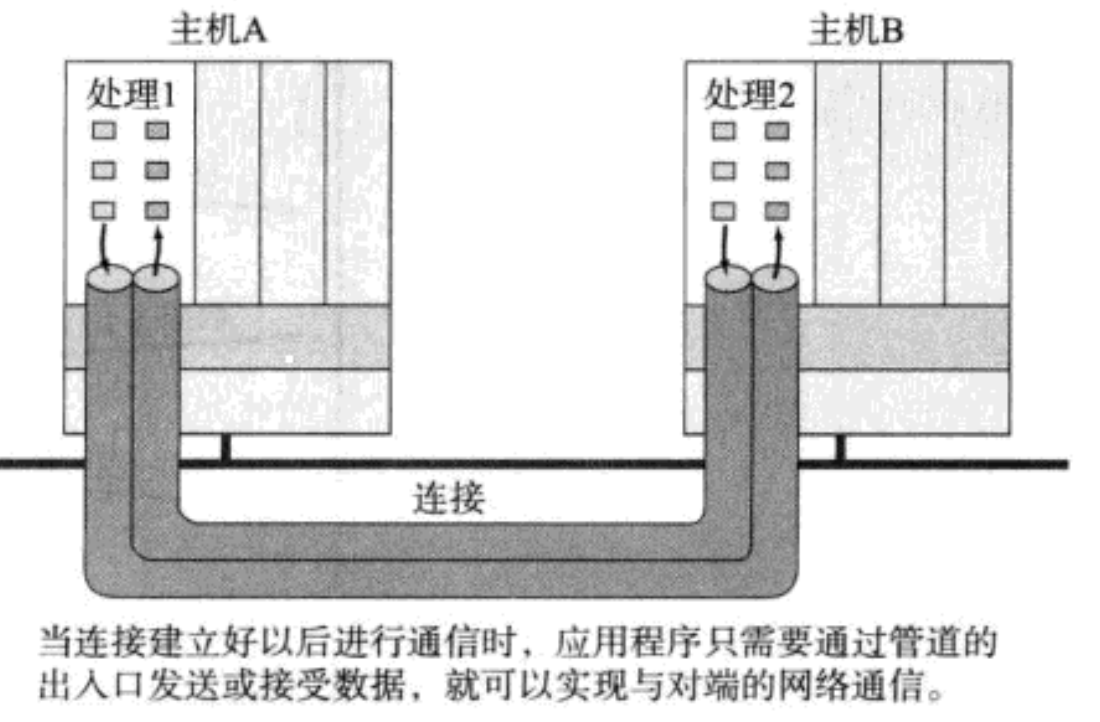 主机A
主机B
处理1
处理2
连接
当连接建立好以后进行通信时，应用程序只需要通过管道的
出入口发送或接受数据，就可以实现与对端的网络通信。